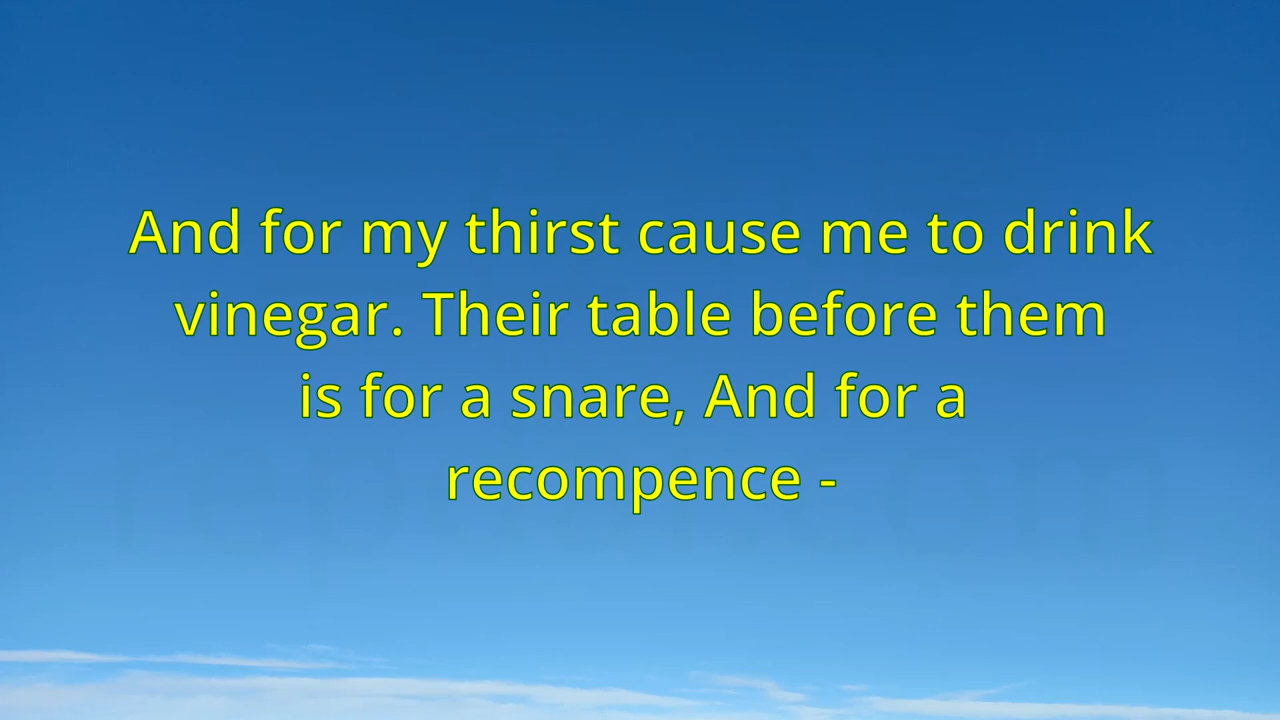 And for my thirst cause me to drink
vinegar. Their table before them
is for a snare, And for a
recompence -